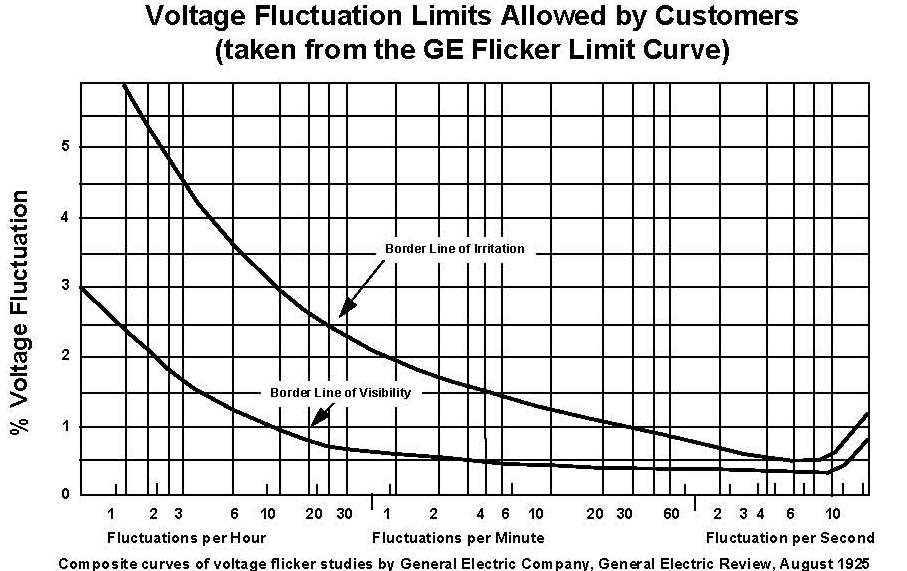 Voltage Fluctuation Limits Allowed by Customers
(taken from the GE Flicker Limit Curve)
% Voltage Fluctuation
5
4
3
2
1
0
Border Line of Irritation
Border Line of Visibility
1 2 3 6 10 20 30 1 2 4 6 10 20 30 60 2 3 4 6 10
Fluctuations per Hour Fluctuations per Minute Fluctuation per Second
Composite curves of voltage flicker studies by General Electric Company, General Electric Review, August 1925